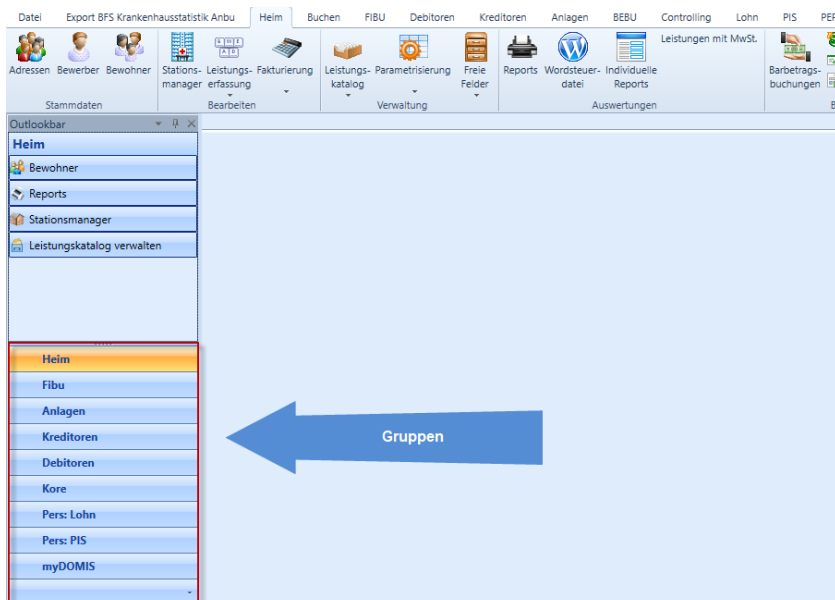 Datei Export BFS Krankenhausstatistik Anbu Heim Buchen FIBU Debitoren Kreditoren Anlagen BEBU Controlling Lohn PIS
Adressen Bewerber Bewohner Stations- Leistungs- Fakturierung Leistungs- Parametrisierung Freie Reports Wordsteuer- Individuelle Leistungen mit MwSt. Barbetrags-
manager erfassung katalog Felder datei Reports buchungen
Stammdaten Bearbeiten Verwaltung Auswertungen
Outlookbar
Heim
Bewohner
Reports
Stationsmanager
Leistungskatalog verwalten
Heim
Fibu
Anlagen
Kreditoren
Gruppen
Debitoren
Kore
Pers: Lohn
Pers: PIS
myDOMIS